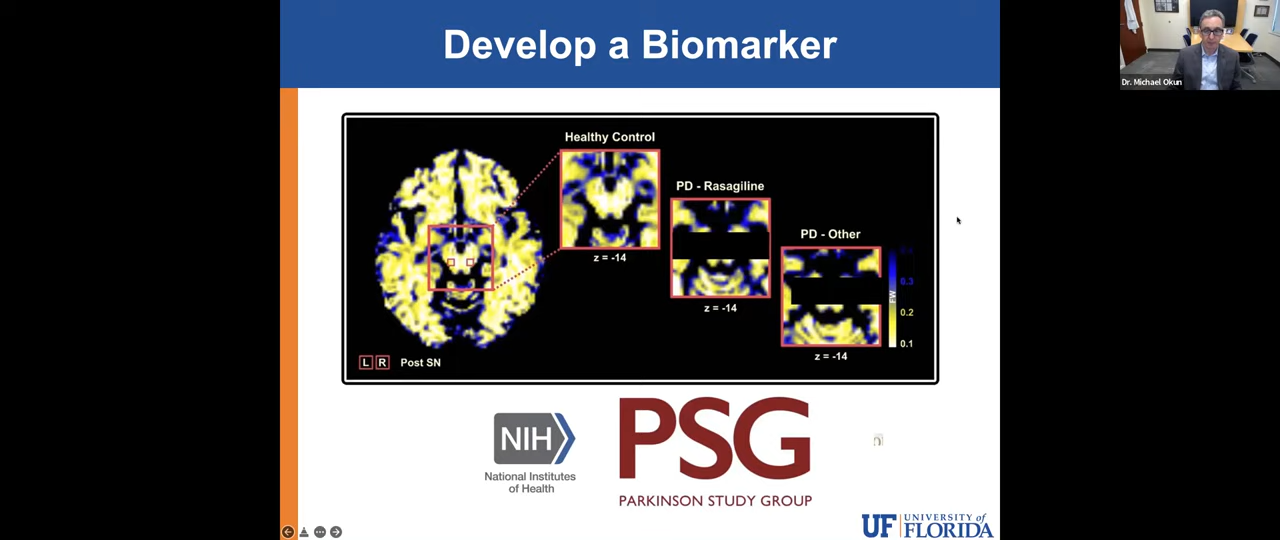 Develop a Biomarker
Dr. Michael Okun
Healthy Control
z = -14
PD - Rasagiline
z = -14
PD - Other
z = -14
0.3
FW
0.2
0.1
L R Post SN
NIH
National Institutes
of Health
PSG
PARKINSON STUDY GROUP
UF UNIVERSITY of
FLORIDA